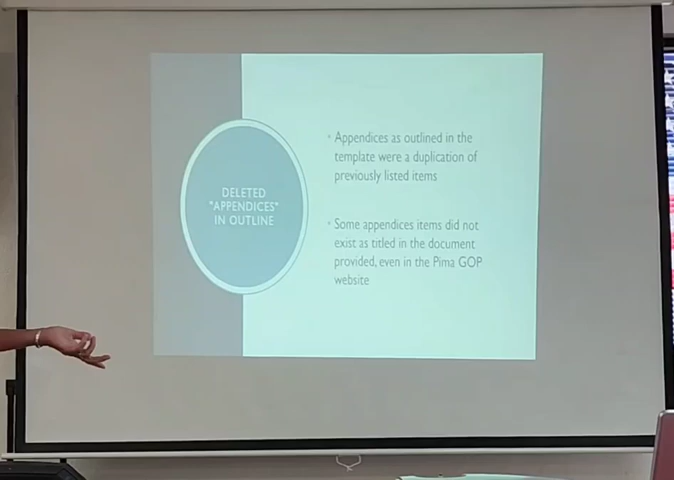 DELETED
"APPENDICES"
IN OUTLINE
• Appendices as outlined in the
template were a duplication of
previously listed items
• Some appendices items did not
exist as titled in the document
provided, even in the Pima GOP
website